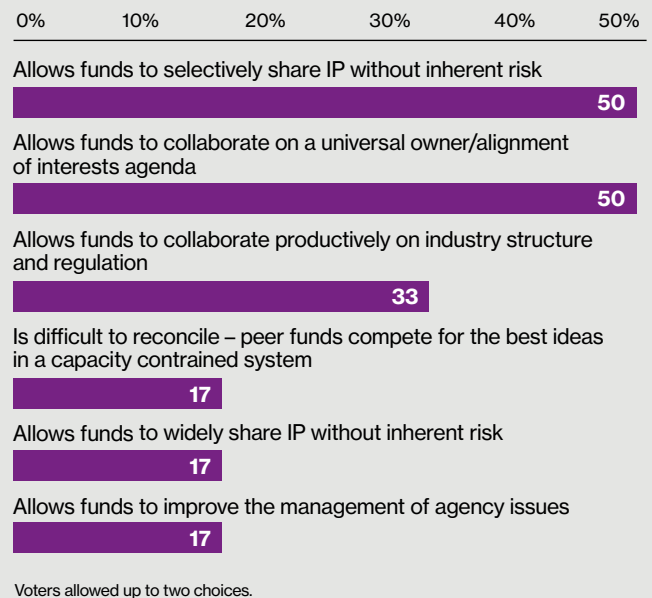 0% 10% 20% 30% 40% 50%
Allows funds to selectively share IP without inherent risk
50
Allows funds to collaborate on a universal owner/alignment
of interests agenda
50
Allows funds to collaborate productively on industry structure
and regulation
33
Is difficult to reconcile – peer funds compete for the best ideas
in a capacity contrained system
17
Allows funds to widely share IP without inherent risk
17
Allows funds to improve the management of agency issues
17
Voters allowed up to two choices.